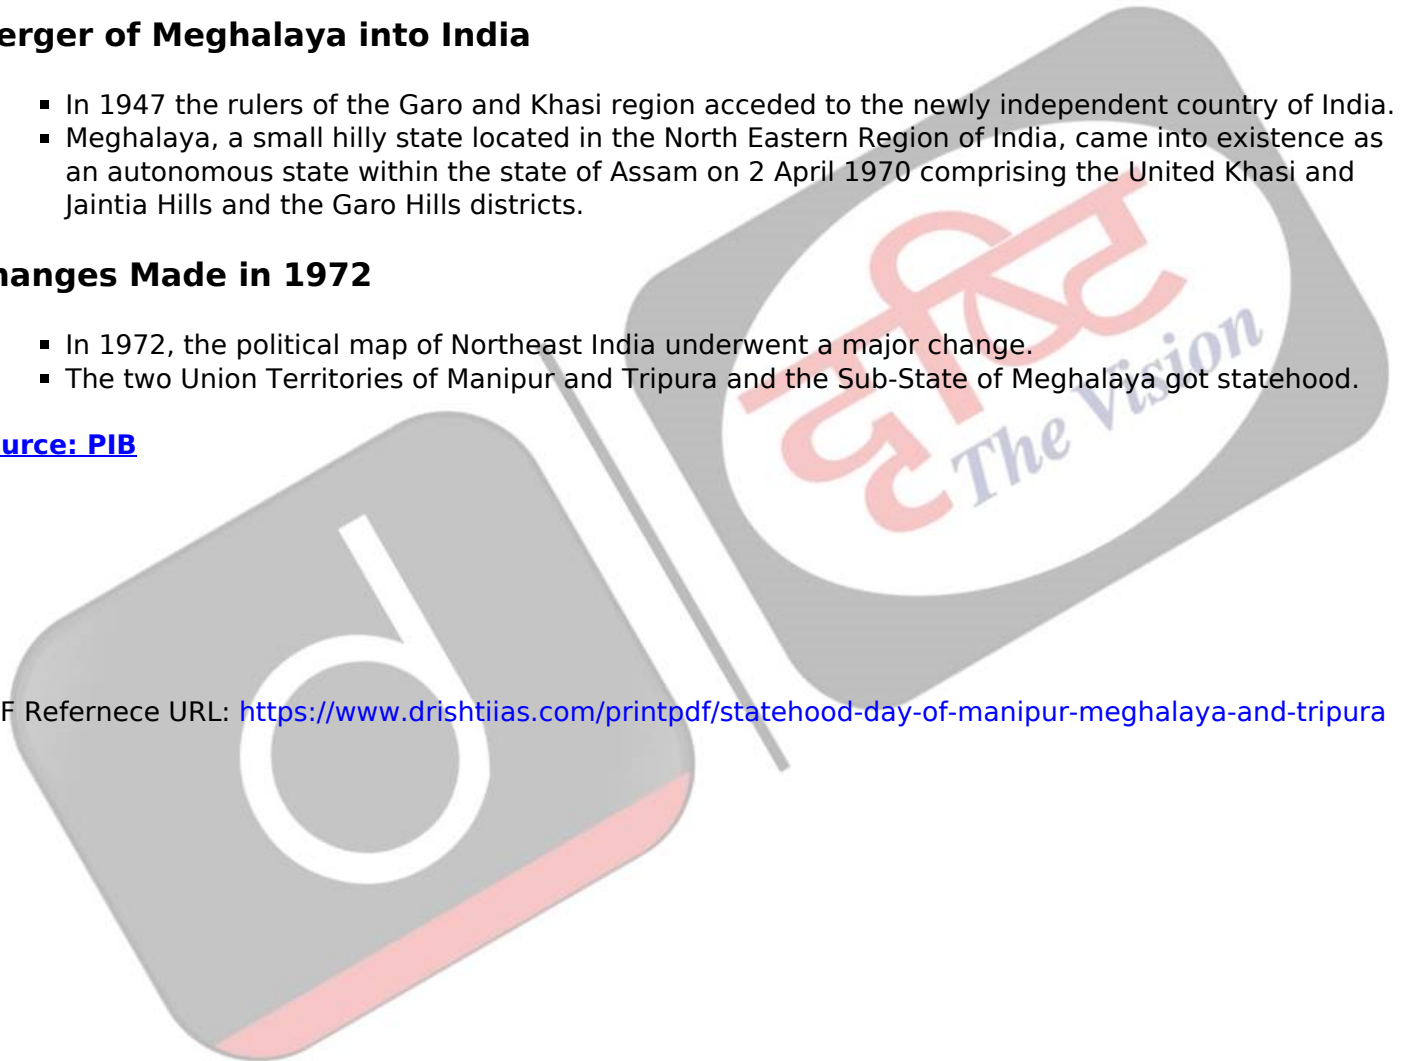 erger of Meghalaya into India
▪ In 1947 the rulers of the Garo and Khasi region acceded to the newly independent country of India.
▪ Meghalaya, a small hilly state located in the North Eastern Region of India, came into existence as
an autonomous state within the state of Assam on 2 April 1970 comprising the United Khasi and
Jaintia Hills and the Garo Hills districts.
hanges Made in 1972
▪ In 1972, the political map of Northeast India underwent a major change.
▪ The two Union Territories of Manipur and Tripura and the Sub-State of Meghalaya got statehood.
urce: PIB
F Refernece URL: https://www.drishtiias.com/printpdf/statehood-day-of-manipur-meghalaya-and-tripura
दृष्टि
The Vision
d